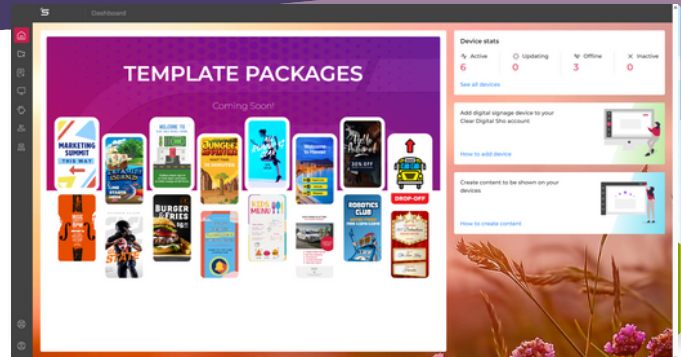 Dashboard
TEMPLATE PACKAGES
Coming Soon!
MARKETING
SUMMIT
THIS WAY
WELCOME TO
JUNGLE
Welcome
to Hawaii
30% OFF
DROP-OFF
BURGER
&FRIES
KIDS
MENU
ROBOTICS
CLUB
STATE
Device stats
Active
Updating
Offline
Inactive
6
0
3
0
See all devices
Add digital signage device to your
Clear Digital Sho account
How to add device
Create content to be shown on your
devices
How to create content